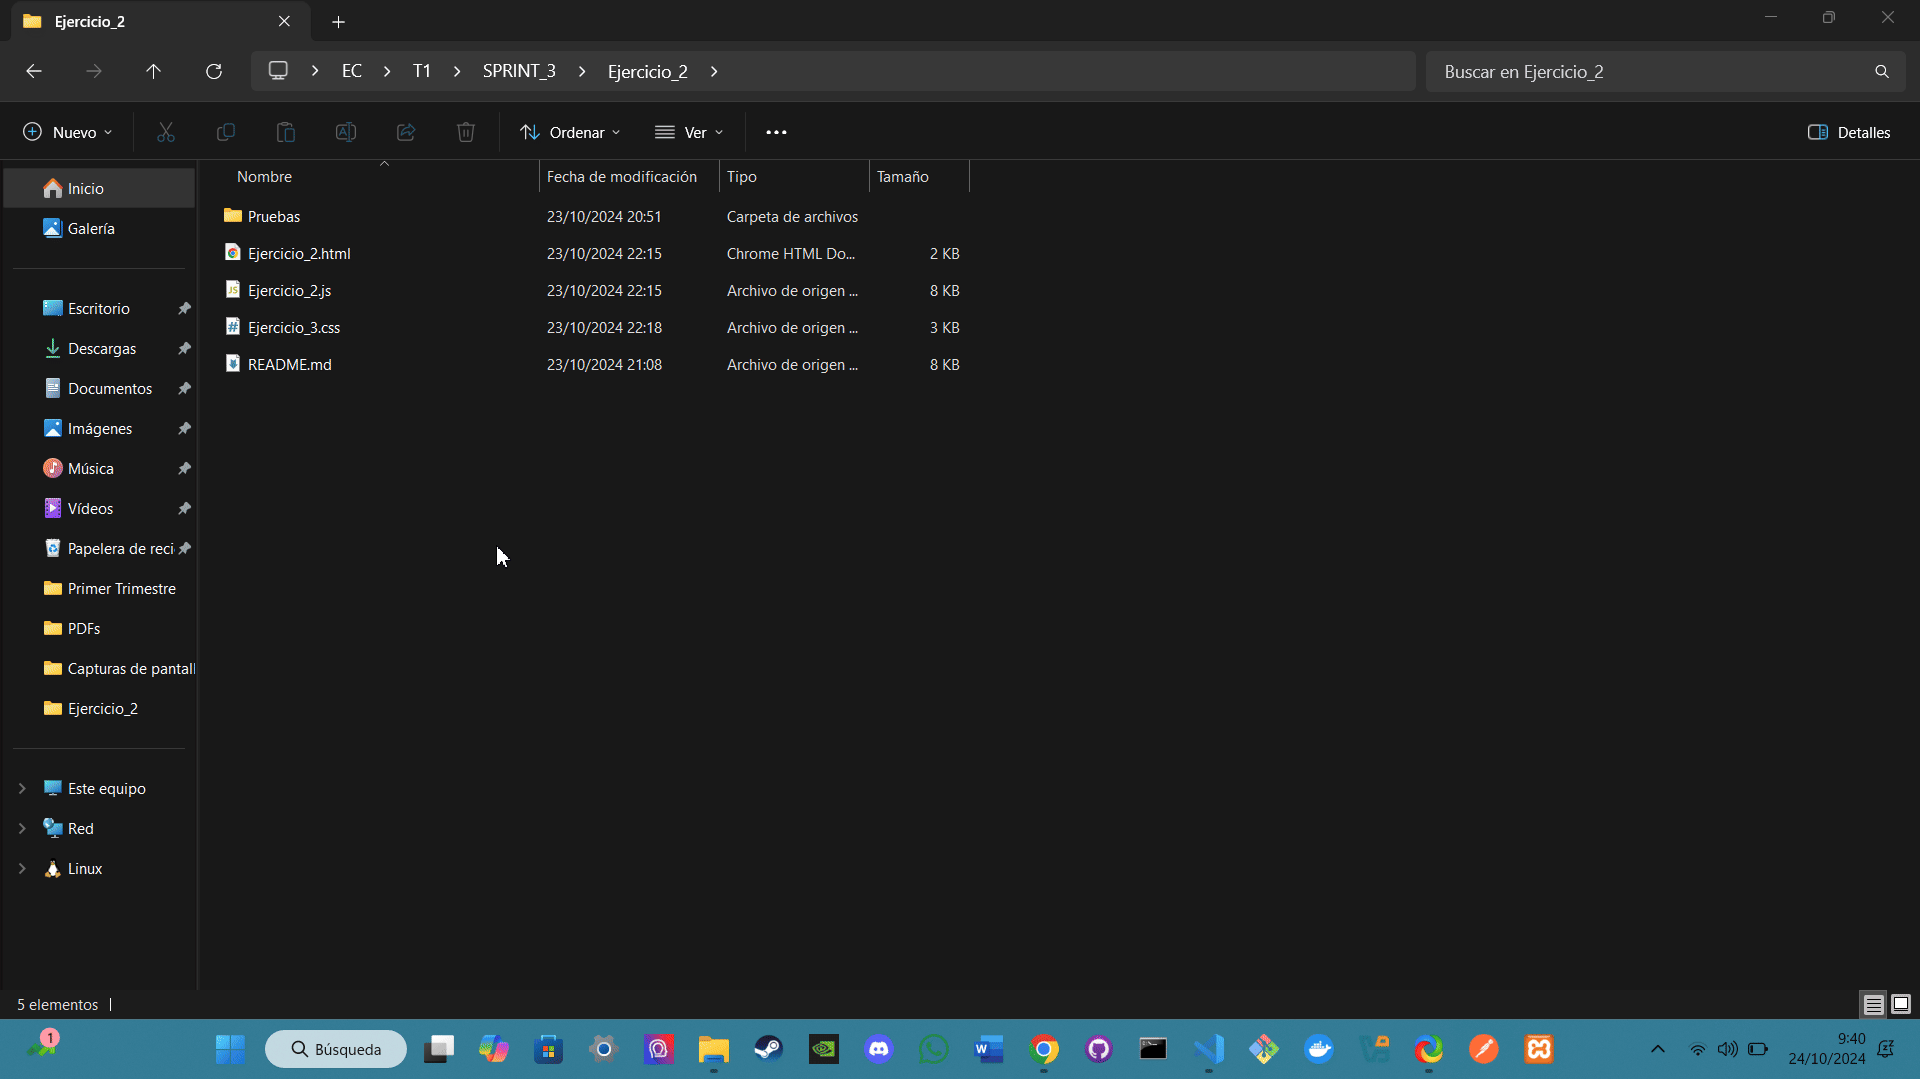 Ejercicio_2
EC T1 SPRINT_3 Ejercicio_2
Buscar en Ejercicio_2
Nuevo Ordenar Ver Detalles
Nombre Fecha de modificación Tipo Tamaño
Inicio
Galería
Escritorio
Descargas
Documentos
Imágenes
Música
Vídeos
Papelera de reci
Primer Trimestre
PDFs
Capturas de pantall
Ejercicio_2
Este equipo
Red
Linux
Pruebas 23/10/2024 20:51 Carpeta de archivos
Ejercicio_2.html 23/10/2024 22:15 Chrome HTML Do... 2 KB
Ejercicio_2.js 23/10/2024 22:15 Archivo de origen ... 8 KB
Ejercicio_3.css 23/10/2024 22:18 Archivo de origen ... 3 KB
README.md 23/10/2024 21:08 Archivo de origen ... 8 KB
5 elementos
1
Búsqueda
9:40
24/10/2024